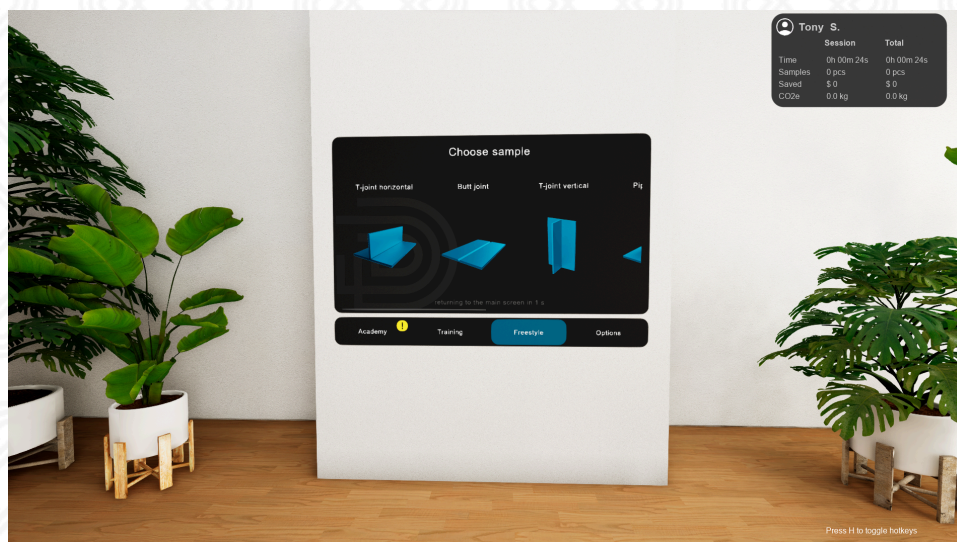 Tony S.
Session Total
Time 0h 00m 24s 0h 00m 24s
Samples 0 pcs 0 pcs
Saved $ 0 $ 0
CO2e 0.0 kg 0.0 kg
Choose sample
T-joint horizontal Butt joint T-joint vertical Pip
returning to the main screen in 1 s
Academy ! Training Freestyle Options
Press H to toggle hotkeys